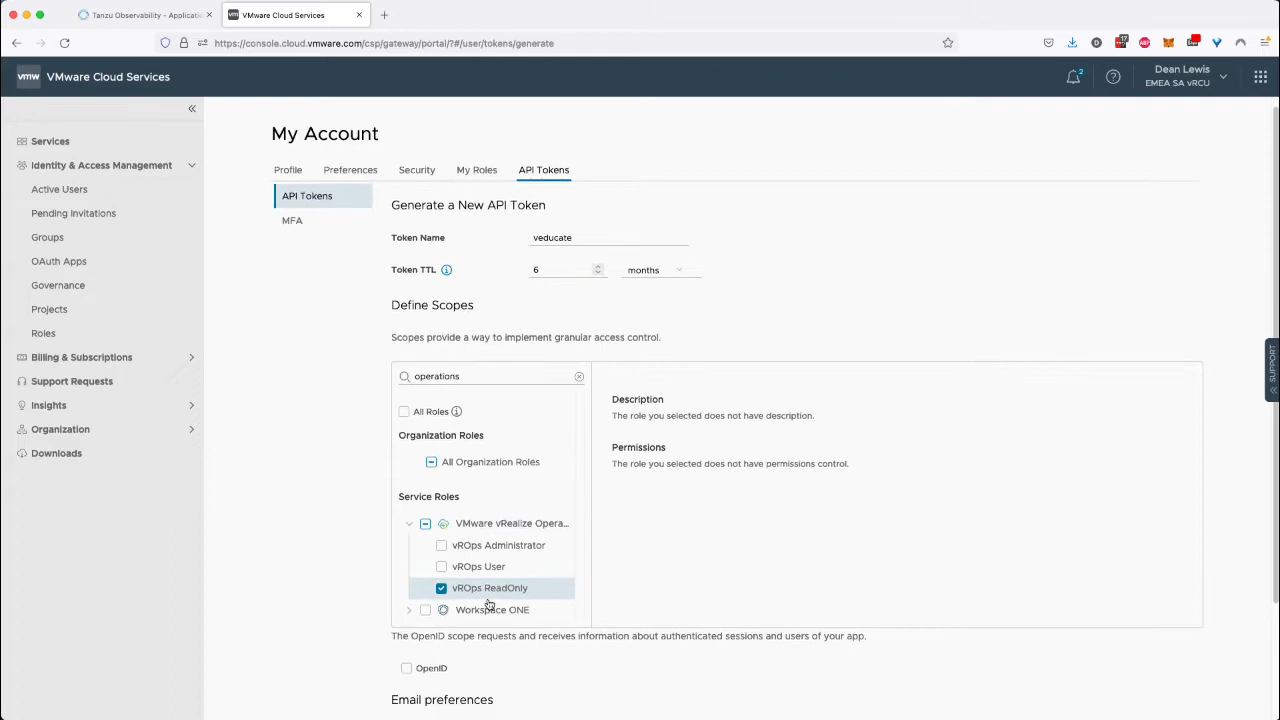 Tanzu Observability - Applicatio
VMware Cloud Services
https://console.cloud.vmware.com/csp/gateway/portal/?#/user/tokens/generate
17
ABP
vmw VMware Cloud Services
2
Dean Lewis
EMEA SA vRCU
Services
Identity & Access Management
Active Users
Pending Invitations
Groups
OAuth Apps
Governance
Projects
Roles
Billing & Subscriptions
Support Requests
Insights
Organization
Downloads
My Account
Profile Preferences Security My Roles API Tokens
API Tokens
MFA
Generate a New API Token
Token Name veducate
Token TTL 6 months
Define Scopes
Scopes provide a way to implement granular access control.
operations
All Roles
Organization Roles
All Organization Roles
Service Roles
VMware vRealize Opera...
vROps Administrator
vROps User
vROps ReadOnly
Workspace ONE
Description
The role you selected does not have description.
Permissions
The role you selected does not have permissions control.
The OpenID scope requests and receives information about authenticated sessions and users of your app.
OpenID
Email preferences
SUPPORT